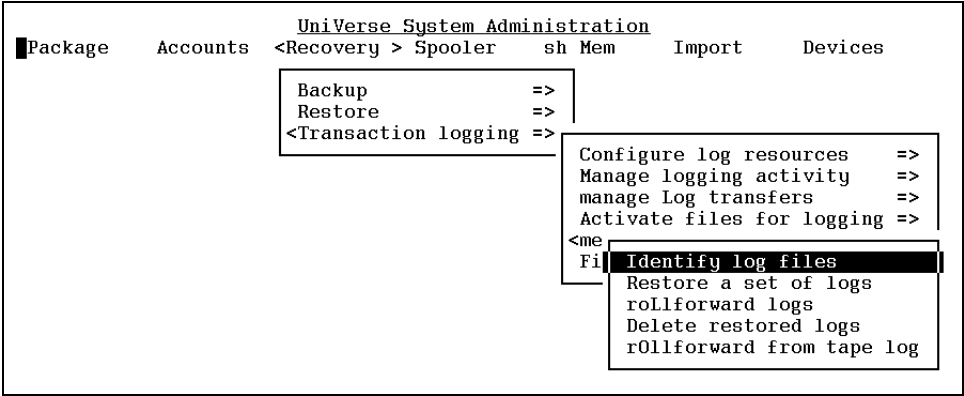 UniVerse System Administration
Package Accounts <Recovery > Spooler sh Mem Import Devices
Backup =>
Restore =>
<Transaction logging =>
Configure log resources =>
Manage logging activity =>
manage Log transfers =>
Activate files for logging =>
<me
Fi Identify log files
Restore a set of logs
roLlforward logs
Delete restored logs
rOllforward from tape log